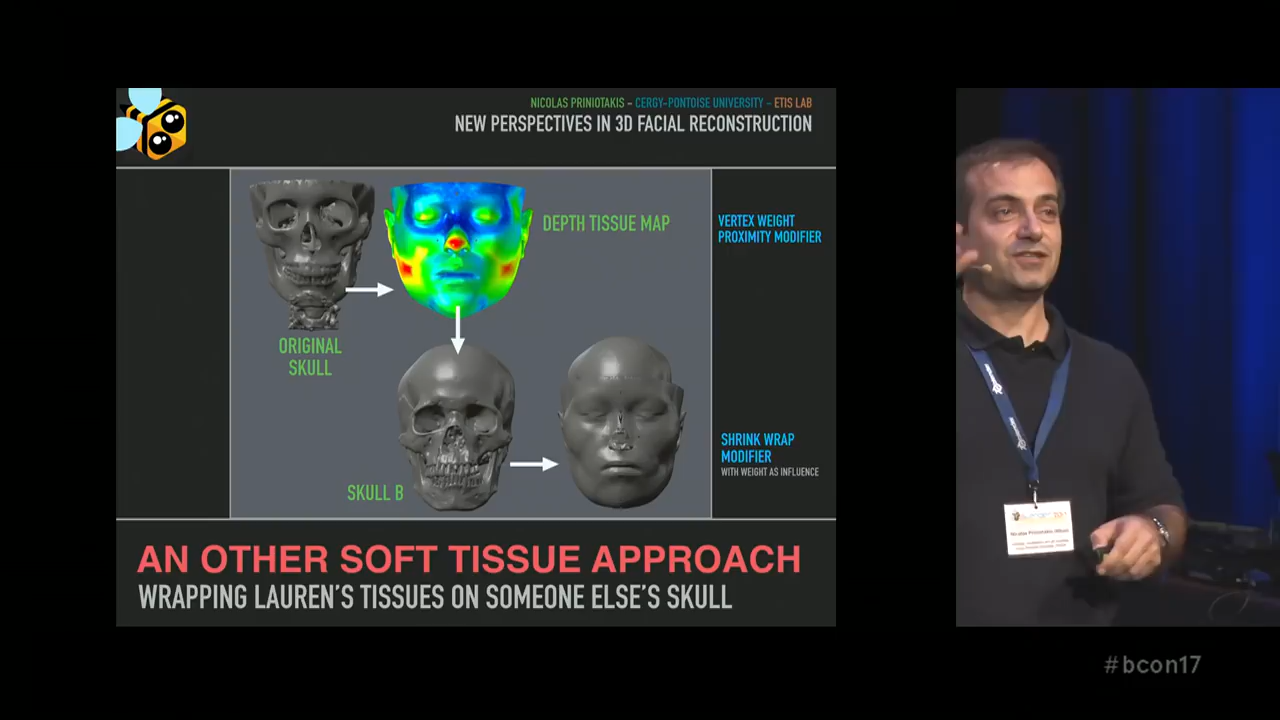 NICOLAS PRINIOTAKIS – CERGY-PONTOISE UNIVERSITY – ETIS LAB
NEW PERSPECTIVES IN 3D FACIAL RECONSTRUCTION
DEPTH TISSUE MAP
VERTEX WEIGHT
PROXIMITY MODIFIER
ORIGINAL
SKULL
SHRINK WRAP
MODIFIER
WITH WEIGHT AS INFLUENCE
SKULL B
AN OTHER SOFT TISSUE APPROACH
WRAPPING LAUREN'S TISSUES ON SOMEONE ELSE'S SKULL
#bcon17